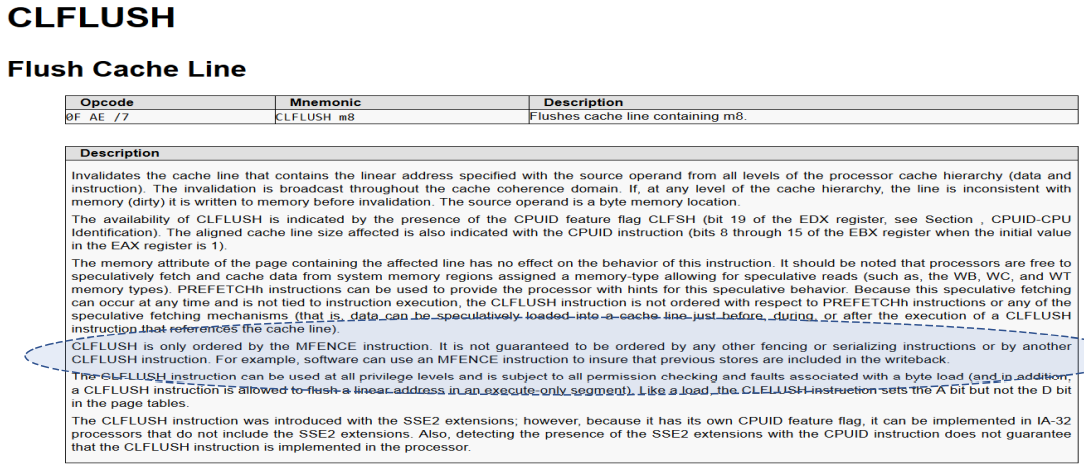 CLFLUSH
Flush Cache Line
Opcode Mnemonic Description
0F AE /7 CLFLUSH m8 Flushes cache line containing m8.
Description
Invalidates the cache line that contains the linear address specified with the source operand from all levels of the processor cache hierarchy (data and
instruction). The invalidation is broadcast throughout the cache coherence domain. If, at any level of the cache hierarchy, the line is inconsistent with
memory (dirty) it is written to memory before invalidation. The source operand is a byte memory location.
The availability of CLFLUSH is indicated by the presence of the CPUID feature flag CLFSH (bit 19 of the EDX register, see Section , CPUID-CPU
Identification). The aligned cache line size affected is also indicated with the CPUID instruction (bits 8 through 15 of the EBX register when the initial value
in the EAX register is 1).
The memory attribute of the page containing the affected line has no effect on the behavior of this instruction. It should be noted that processors are free to
speculatively fetch and cache data from system memory regions assigned a memory-type allowing for speculative reads (such as, the WB, WC, and WT
memory types). PREFETCHh instructions can be used to provide the processor with hints for this speculative behavior. Because this speculative fetching
can occur at any time and is not tied to instruction execution, the CLFLUSH instruction is not ordered with respect to PREFETCHh instructions or any of the
speculative fetching mechanisms (that is, data can be speculatively loaded into a cache line just before, during, or after the execution of a CLFLUSH
instruction that references the cache line).
CLFLUSH is only ordered by the MFENCE instruction. It is not guaranteed to be ordered by any other fencing or serializing instructions or by another
CLFLUSH instruction. For example, software can use an MFENCE instruction to insure that previous stores are included in the writeback.
The CLFLUSH instruction can be used at all privilege levels and is subject to all permission checking and faults associated with a byte load (and in addition,
a CLFLUSH instruction is allowed to flush a linear address in an execute-only segment). Like a load, the CLFLUSH instruction sets the A bit but not the D bit
in the page tables.
The CLFLUSH instruction was introduced with the SSE2 extensions; however, because it has its own CPUID feature flag, it can be implemented in IA-32
processors that do not include the SSE2 extensions. Also, detecting the presence of the SSE2 extensions with the CPUID instruction does not guarantee
that the CLFLUSH instruction is implemented in the processor.